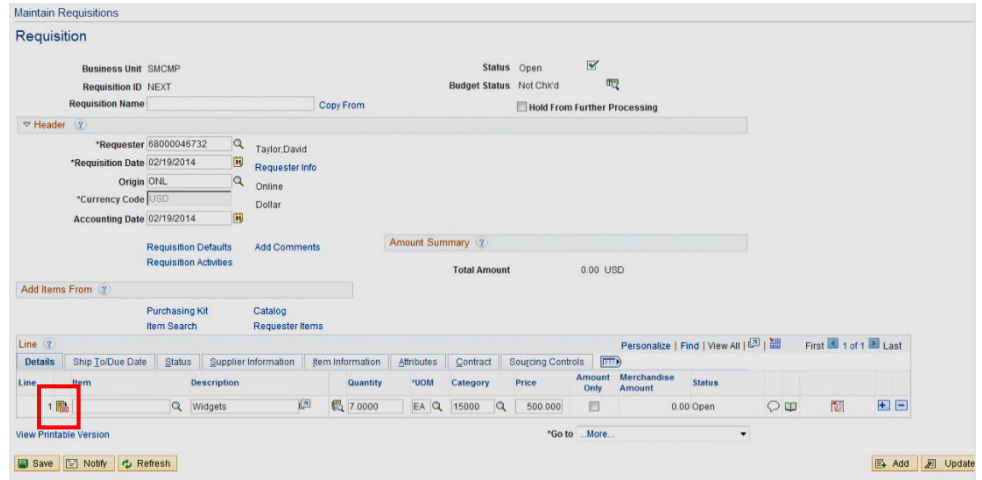 Maintain Requisitions
Requisition
Business Unit SMCMP
Status Open
Requisition ID NEXT
Budget Status Not Chk'd
Requisition Name
Copy From
Hold From Further Processing
Header
*Requester 68000046732 Taylor,David
*Requisition Date 02/19/2014 Requester Info
Origin ONL Online
*Currency Code USD Dollar
Accounting Date 02/19/2014
Requisition Defaults Add Comments
Requisition Activities
Amount Summary
Total Amount 0.00 USD
Add Items From
Purchasing Kit Catalog
Item Search Requester Items
Line Personalize | Find | View All | First 1 of 1 Last
Details Ship To/Due Date Status Supplier Information Item Information Attributes Contract Sourcing Controls
Line Item Description Quantity *UOM Category Price Amount Only Merchandise Amount Status
1 Widgets 7.0000 EA 15000 500.000 0.00 Open
View Printable Version *Go to ...More...
Save Notify Refresh Add Update